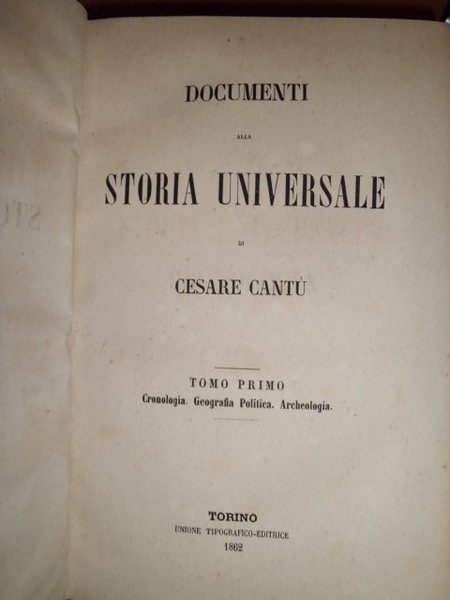 DOCUMENTI
ALLA
STORIA UNIVERSALE
DI
CESARE CANTÙ
TOMO PRIMO
Cronologia. Geografia Politica. Archeologia.
TORINO
UNIONE TIPOGRAFICO-EDITRICE
1862